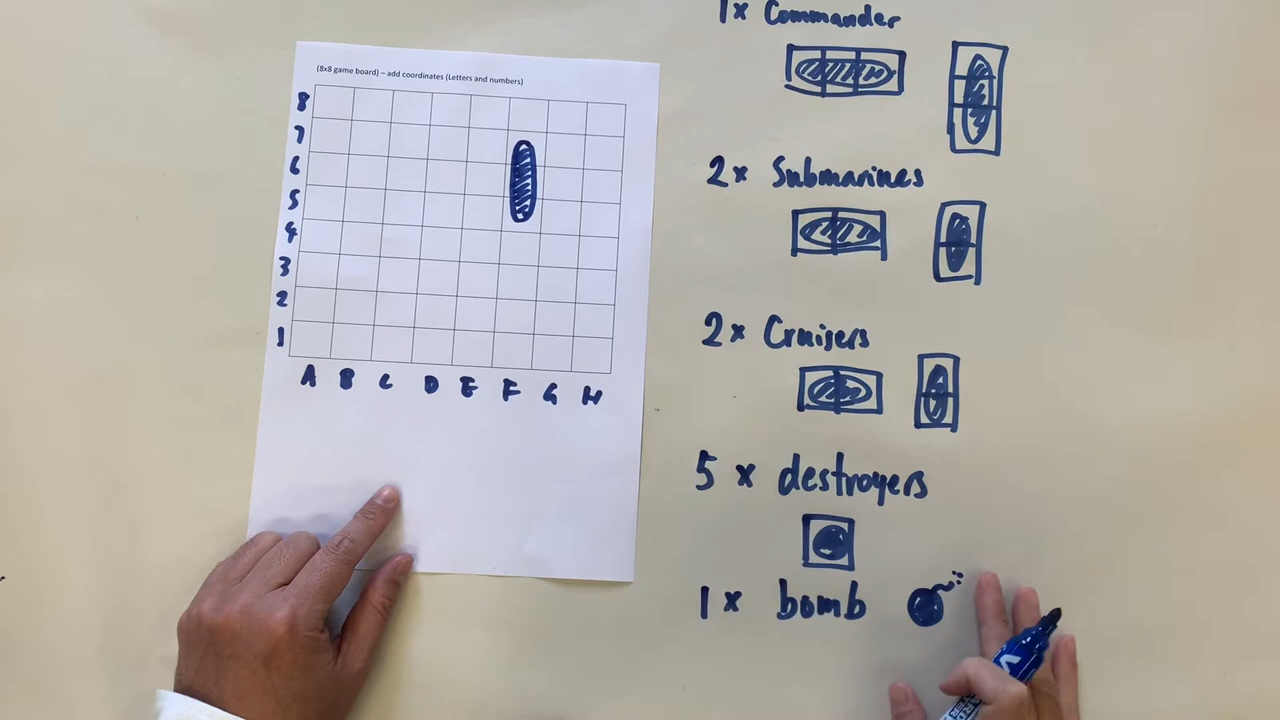 1x Commander
(8x8 game board) – add coordinates (Letters and numbers)
8
7
6
5
4
3
2
1
A B C D E F G H
2x Submarines
2x Cruisers
5 x destroyers
1x bomb